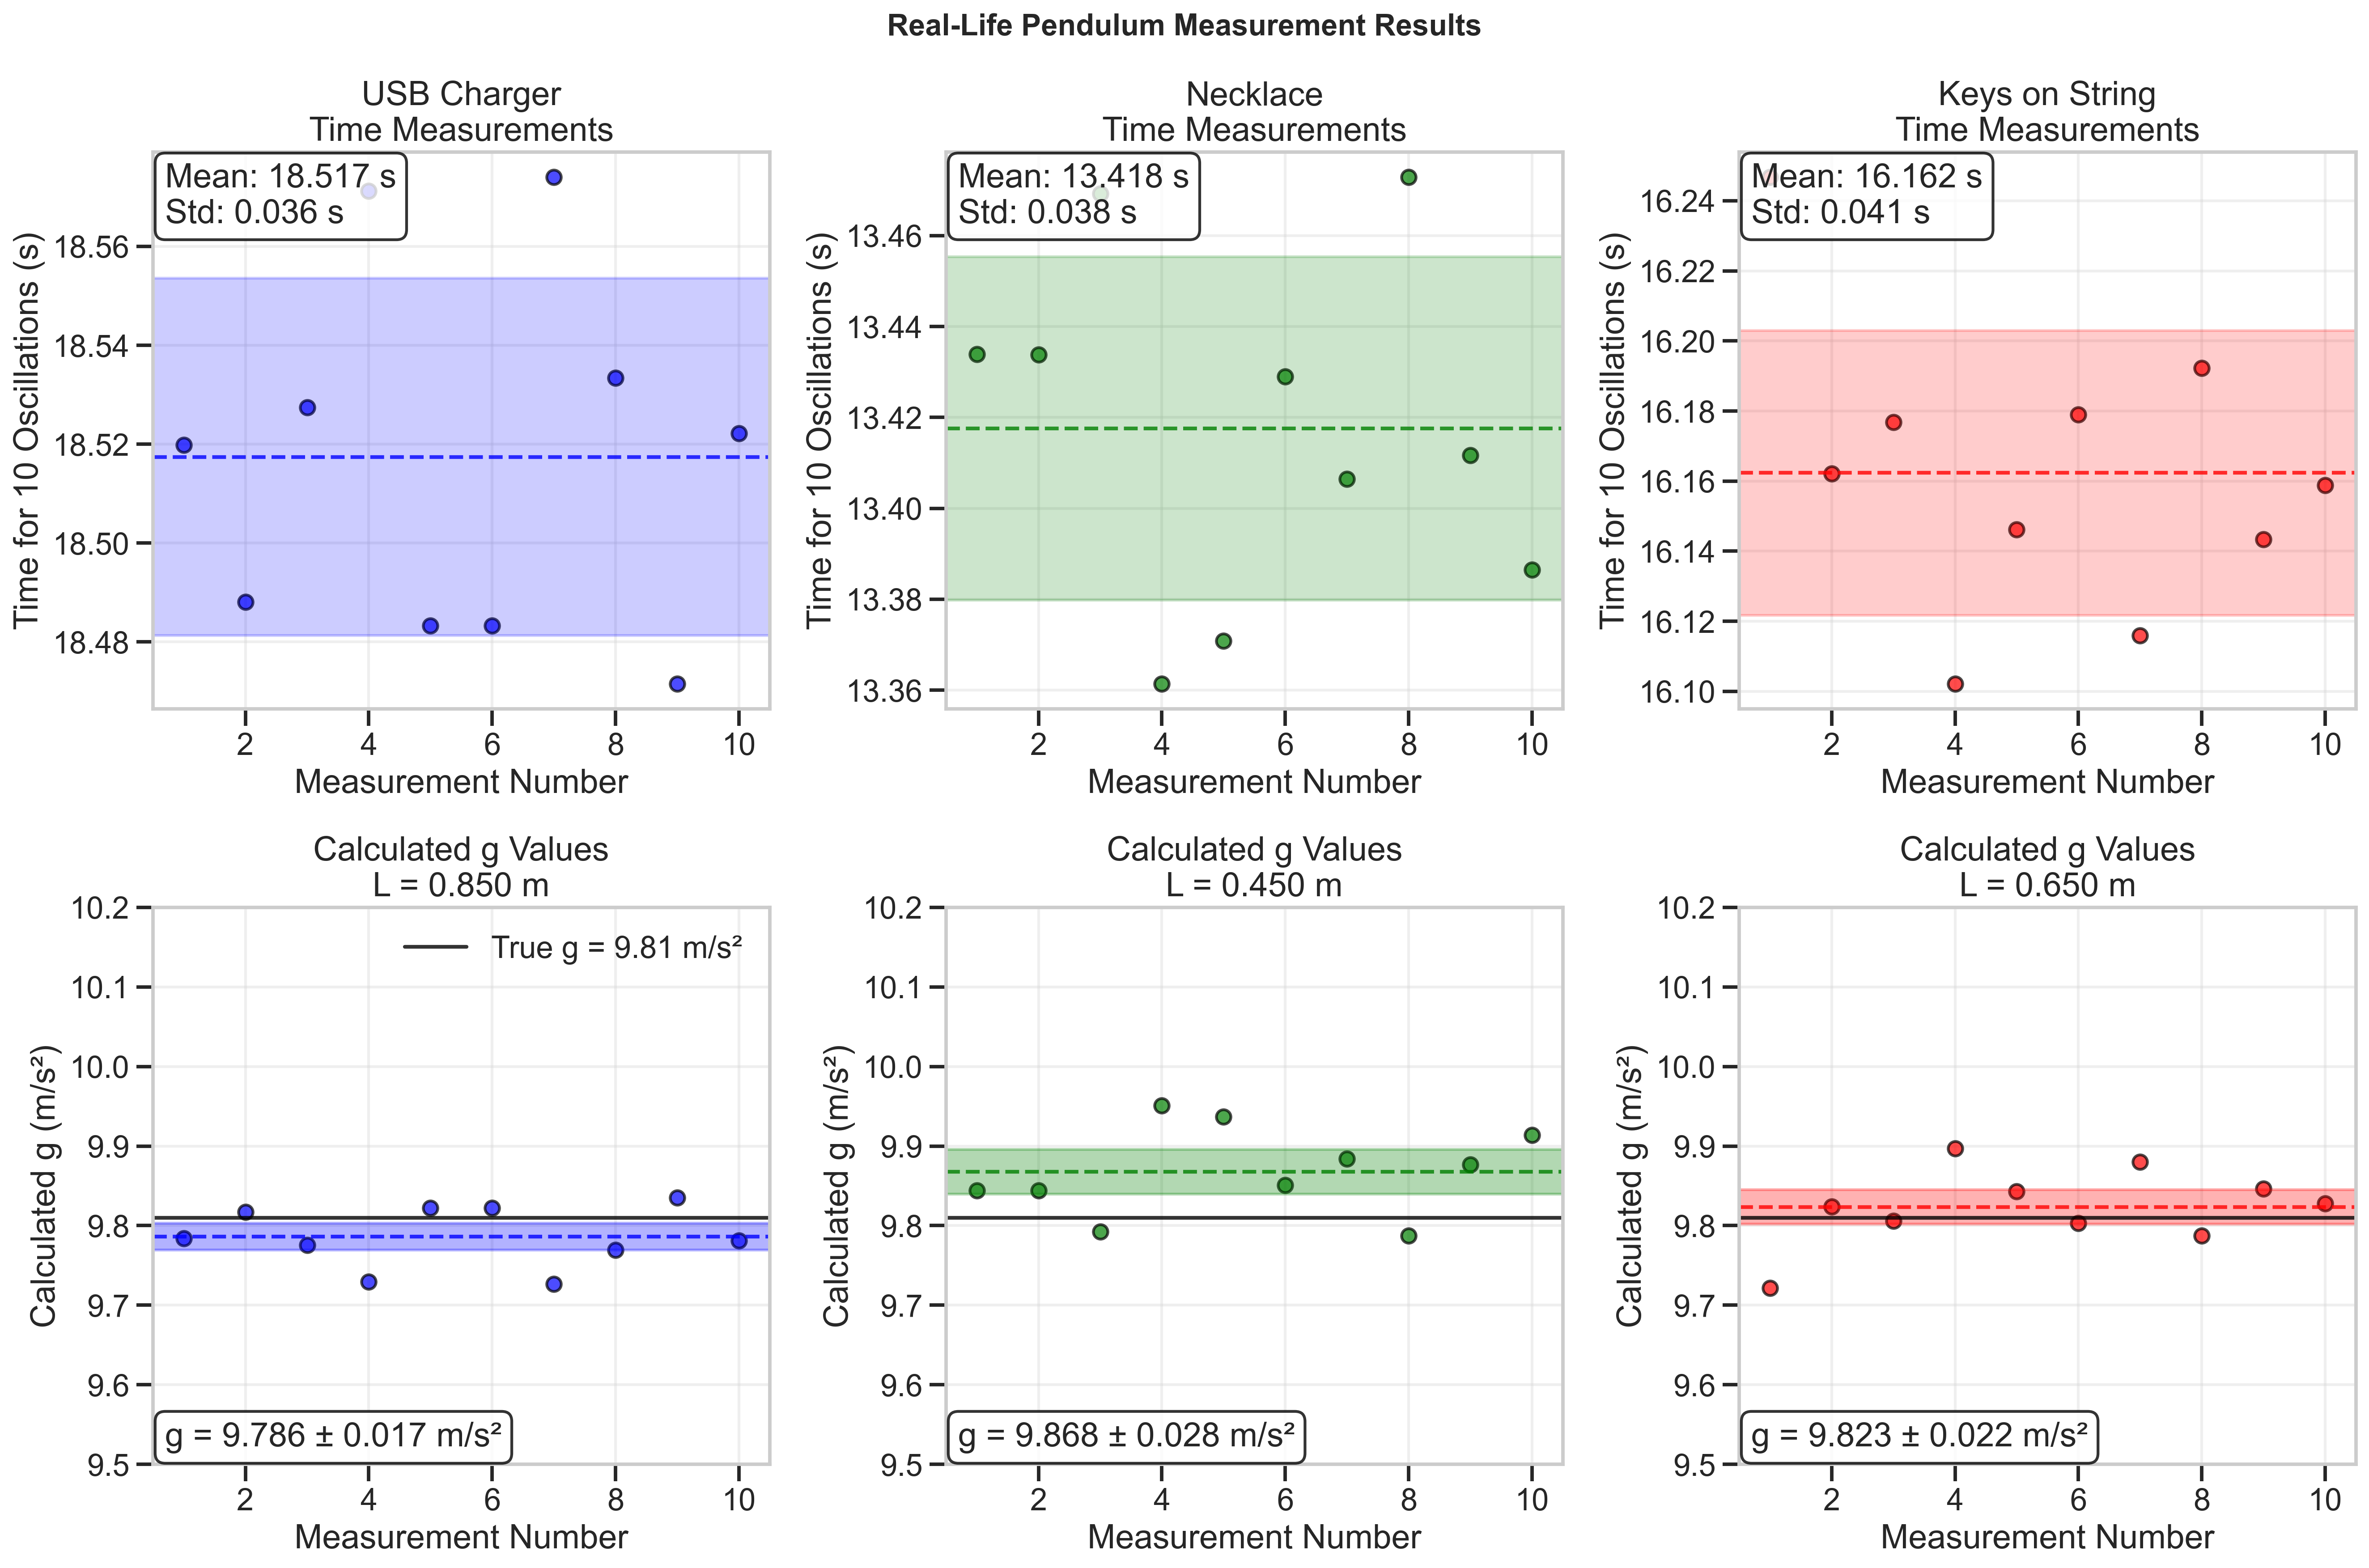 Real-Life Pendulum Measurement Results
USB Charger
Time Measurements
Mean: 18.517 s
Std: 0.036 s
Time for 10 Oscillations (s)
18.56
18.54
18.52
18.50
18.48
2 4 6 8 10
Measurement Number
Necklace
Time Measurements
Mean: 13.418 s
Std: 0.038 s
Time for 10 Oscillations (s)
13.46
13.44
13.42
13.40
13.38
13.36
2 4 6 8 10
Measurement Number
Keys on String
Time Measurements
Mean: 16.162 s
Std: 0.041 s
Time for 10 Oscillations (s)
16.24
16.22
16.20
16.18
16.16
16.14
16.12
16.10
2 4 6 8 10
Measurement Number
Calculated g Values
L = 0.850 m
True g = 9.81 m/s²
Calculated g (m/s²)
10.2
10.1
10.0
9.9
9.8
9.7
9.6
9.5
g = 9.786 ± 0.017 m/s²
2 4 6 8 10
Measurement Number
Calculated g Values
L = 0.450 m
Calculated g (m/s²)
10.2
10.1
10.0
9.9
9.8
9.7
9.6
9.5
g = 9.868 ± 0.028 m/s²
2 4 6 8 10
Measurement Number
Calculated g Values
L = 0.650 m
Calculated g (m/s²)
10.2
10.1
10.0
9.9
9.8
9.7
9.6
9.5
g = 9.823 ± 0.022 m/s²
2 4 6 8 10
Measurement Number